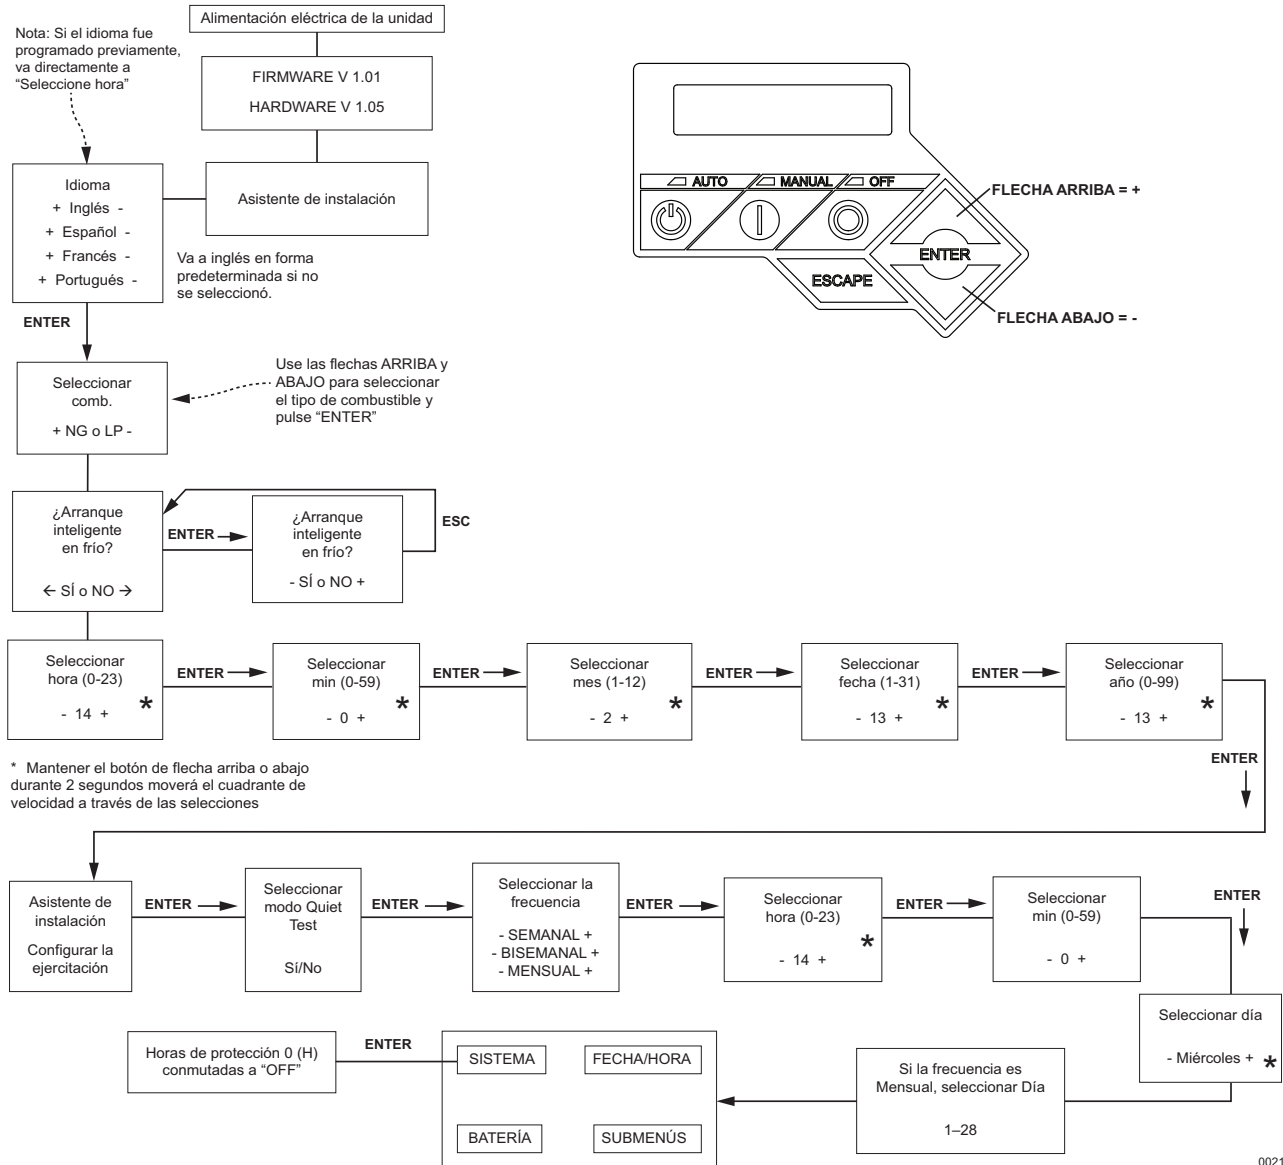 Alimentación eléctrica de la unidad
Nota: Si el idioma fue
programado previamente,
va directamente a
“Seleccione hora”
FIRMWARE V 1.01
HARDWARE V 1.05
Asistente de instalación
Idioma
+ Inglés -
+ Español -
+ Francés -
+ Portugués -
Va a inglés en forma
predeterminada si no
se seleccionó.
ENTER
AUTO
MANUAL
OFF
ENTER
ESCAPE
FLECHA ARRIBA = +
FLECHA ABAJO = -
Seleccionar
comb.
+ NG o LP -
Use las flechas ARRIBA y
ABAJO para seleccionar
el tipo de combustible y
pulse “ENTER”
¿Arranque
inteligente
en frío?
← SÍ o NO →
ENTER
¿Arranque
inteligente
en frío?
- SÍ o NO +
ESC
Seleccionar
hora (0-23)
- 14 +
*
ENTER
Seleccionar
min (0-59)
- 0 +
*
ENTER
Seleccionar
mes (1-12)
- 2 +
*
ENTER
Seleccionar
fecha (1-31)
- 13 +
*
ENTER
Seleccionar
año (0-99)
- 13 +
*
ENTER
* Mantener el botón de flecha arriba o abajo
durante 2 segundos moverá el cuadrante de
velocidad a través de las selecciones
Asistente de
instalación
Configurar la
ejercitación
ENTER
Seleccionar
modo Quiet
Test
Sí/No
ENTER
Seleccionar la
frecuencia
- SEMANAL +
- BISEMANAL +
- MENSUAL +
ENTER
Seleccionar
hora (0-23)
- 14 +
*
ENTER
Seleccionar
min (0-59)
- 0 +
ENTER
Seleccionar día
- Miércoles +
*
Si la frecuencia es
Mensual, seleccionar Día
1–28
SISTEMA
FECHA/HORA
BATERÍA
SUBMENÚS
ENTER
Horas de protección 0 (H)
conmutadas a “OFF”
0021